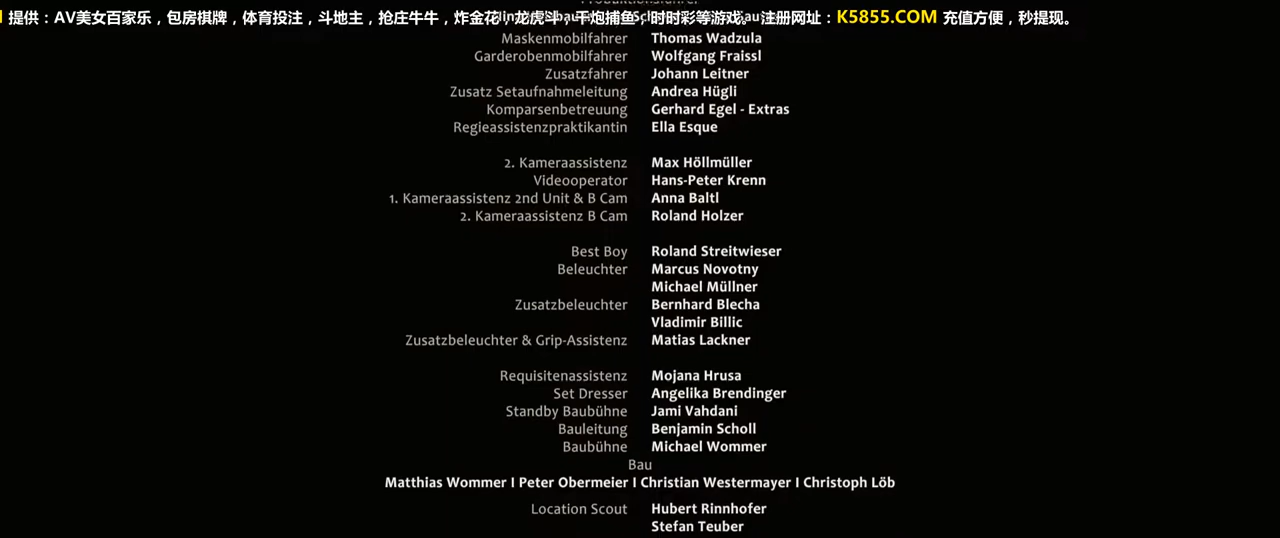 提供：AV美女百家乐，包房棋牌，体育投注，斗地主，抢庄牛牛，炸金花，龙虎斗，千炮捕鱼，时时彩等游戏。注册网址：K5855.COM 充值方便，秒提现。
Maskenmobilfahrer Thomas Wadzula
Garderobenmobilfahrer Wolfgang Fraissl
Zusatzfahrer Johann Leitner
Zusatz Setaufnahmeleitung Andrea Hügli
Komparsenbetreuung Gerhard Egel - Extras
Regieassistenzpraktikantin Ella Esque
2. Kameraassistenz Max Höllmüller
Videooperator Hans-Peter Krenn
1. Kameraassistenz 2nd Unit & B Cam Anna Baltl
2. Kameraassistenz B Cam Roland Holzer
Best Boy Roland Streitwieser
Beleuchter Marcus Novotny
Michael Müllner
Zusatzbeleuchter Bernhard Blecha
Vladimir Billic
Zusatzbeleuchter & Grip-Assistenz Matias Lackner
Requisitenassistenz Mojana Hrusa
Set Dresser Angelika Brendinger
Standby Baubühne Jami Vahdani
Bauleitung Benjamin Scholl
Baubühne Michael Wommer
Bau
Matthias Wommer I Peter Obermeier I Christian Westermayer I Christoph Löb
Location Scout Hubert Rinnhofer
Stefan Teuber